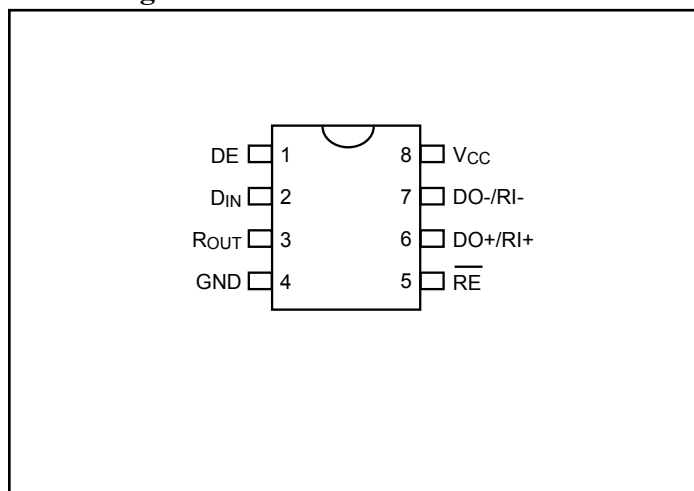 DE 1 8 VCC
DIN 2 7 DO-/RI-
ROUT 3 6 DO+/RI+
GND 4 5 RE